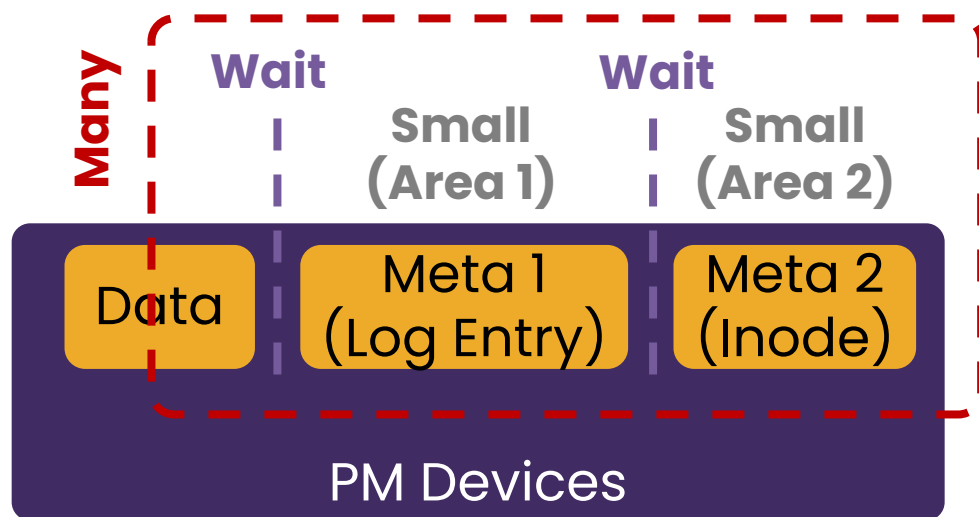 Many
Wait
Wait
Small
(Area 1)
Small
(Area 2)
Data
Meta 1
(Log Entry)
Meta 2
(Inode)
PM Devices